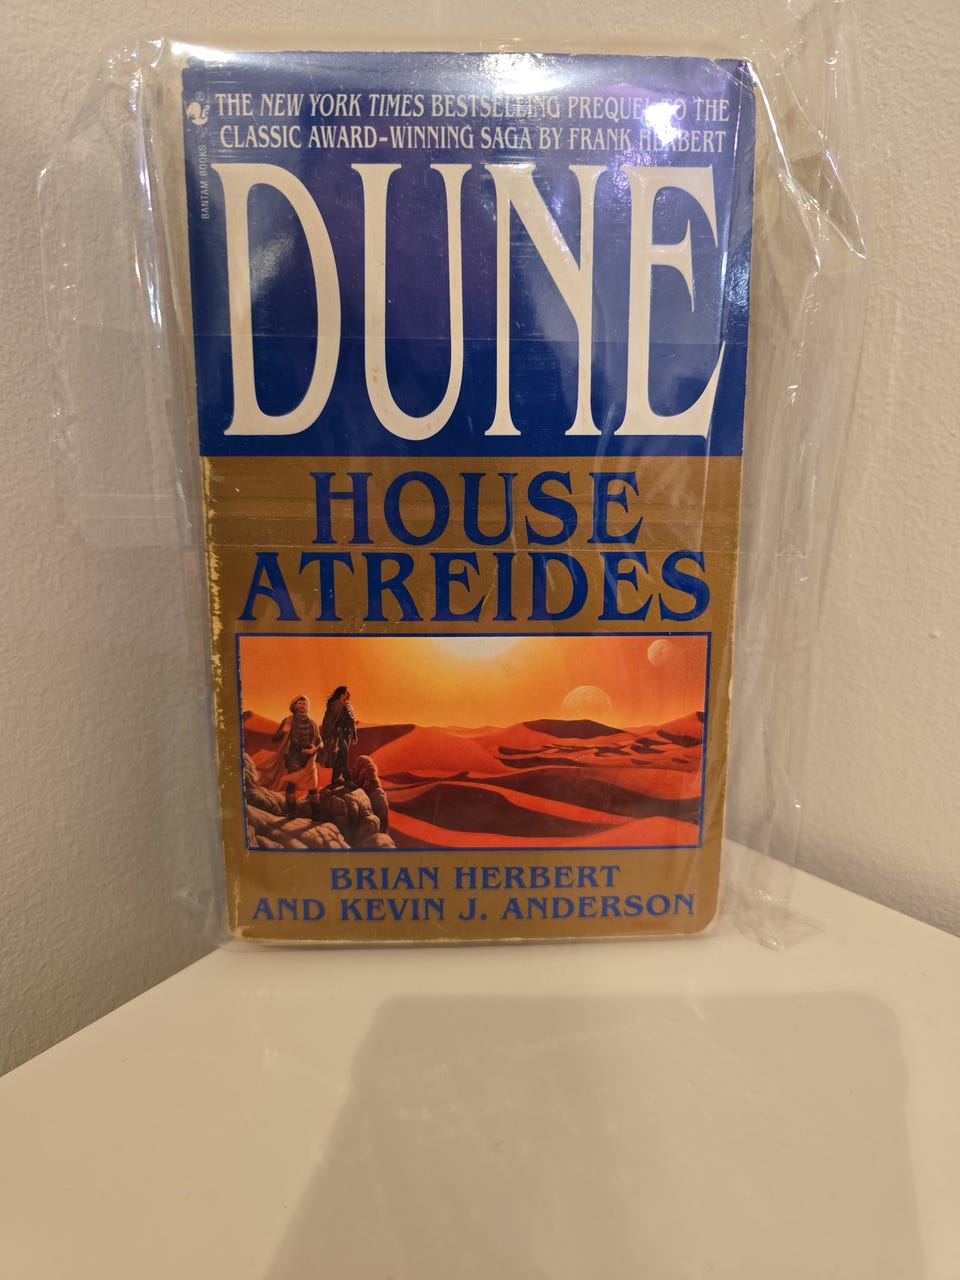 THE NEW YORK TIMES BESTSELLING PREQUEL TO THE
CLASSIC AWARD-WINNING SAGA BY FRANK HERBERT
BANTAM BOOKS
DUNE
HOUSE
ATREIDES
BRIAN HERBERT
AND KEVIN J. ANDERSON